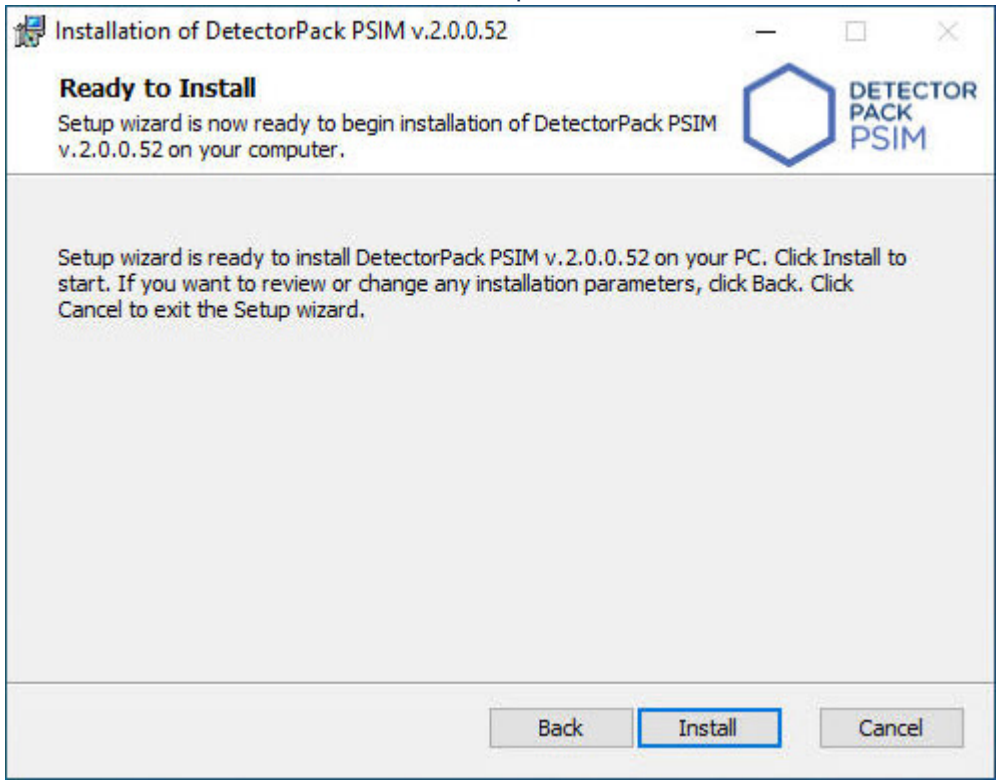 Installation of DetectorPack PSIM v.2.0.0.52
Ready to Install
Setup wizard is now ready to begin installation of DetectorPack PSIM
v.2.0.0.52 on your computer.
DETECTOR
PACK
PSIM
Setup wizard is ready to install DetectorPack PSIM v.2.0.0.52 on your PC. Click Install to
start. If you want to review or change any installation parameters, click Back. Click
Cancel to exit the Setup wizard.
Back
Install
Cancel